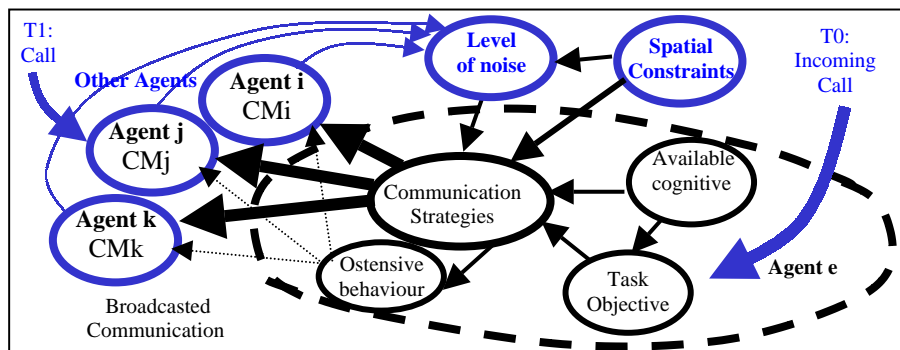 T1:
Call
Other Agents
Agent i
CMi
Agent j
CMj
Agent k
CMk
Broadcasted
Communication
Level
of noise
Spatial
Constraints
T0:
Incoming
Call
Communication
Strategies
Available
cognitive
Ostensive
behaviour
Task
Objective
Agent e